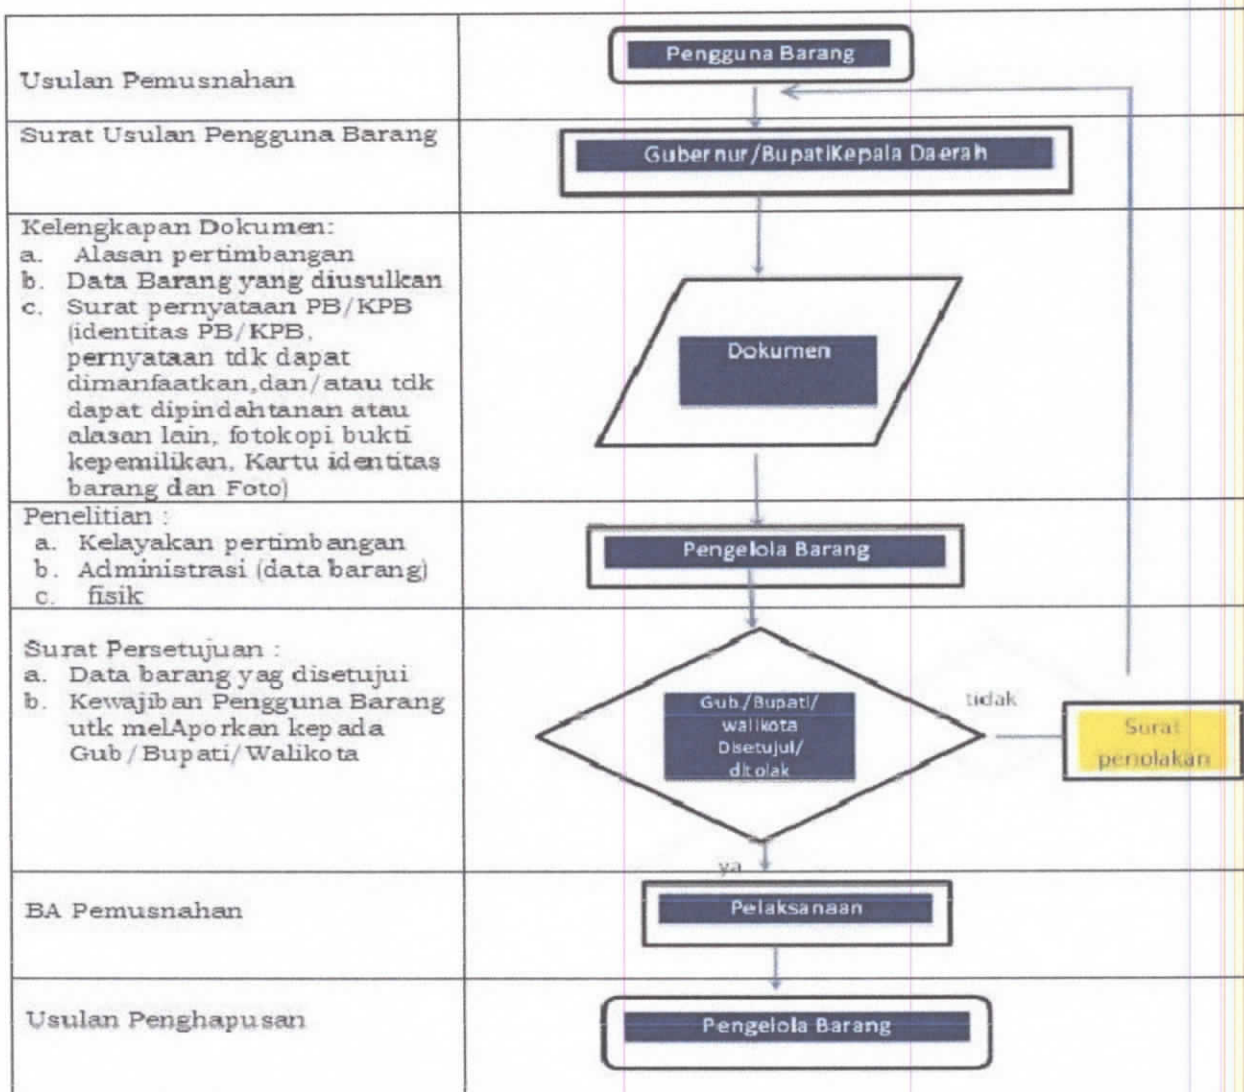 Usulan Pemusnahan
Pengguna Barang
Surat Usulan Pengguna Barang
Gubernur/BupatiKepala Daerah
Kelengkapan Dokumen:
a. Alasan pertimbangan
b. Data Barang yang diusulkan
c. Surat pernyataan PB/KPB
(identitas PB/KPB,
pernyataan tdk dapat
dimanfaatkan,dan/atau tdk
dapat dipindahtanan atau
alasan lain, fotokopi bukti
kepemilikan, Kartu identitas
barang dan Foto)
Dokumen
Penelitian :
a. Kelayakan pertimbangan
b. Administrasi (data barang)
c. fisik
Pengelola Barang
Surat Persetujuan :
a. Data barang yag disetujui
b. Kewajiban Pengguna Barang
utk melAporkan kepada
Gub/Bupati/Walikota
Gub./Bupati/
walikota
Disetujui/
ditolak
tidak
Surat
penolakan
ya
BA Pemusnahan
Pelaksanaan
Usulan Penghapusan
Pengelola Barang